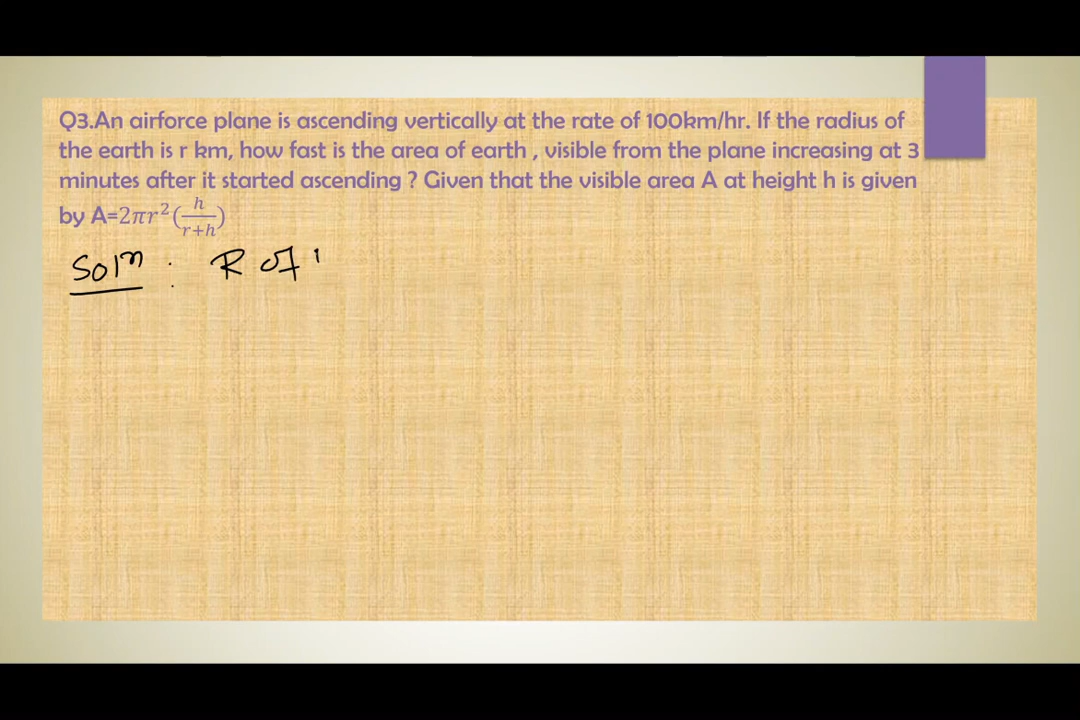 Q3.An airforce plane is ascending vertically at the rate of 100km/hr. If the radius of
the earth is r km, how fast is the area of earth , visible from the plane increasing at 3
minutes after it started ascending ? Given that the visible area A at height h is given
by A=2πr²(h/(r+h))
Solⁿ : R of